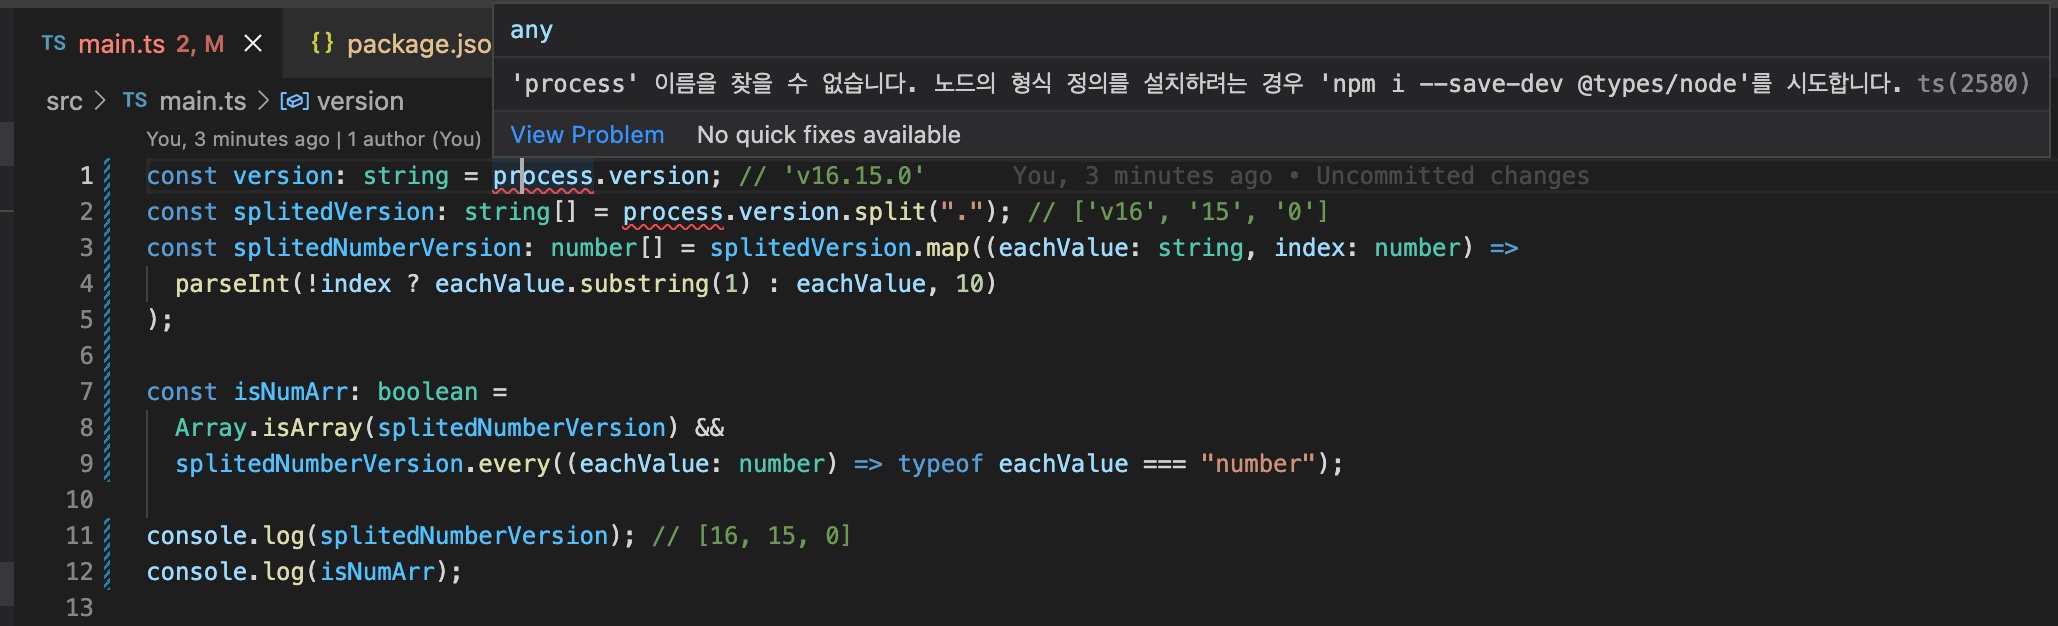 TS main.ts 2, M × {} package.jso
any
'process' 이름을 찾을 수 없습니다. 노드의 형식 정의를 설치하려는 경우 'npm i --save-dev @types/node'를 시도합니다. ts(2580)
View Problem No quick fixes available
src > TS main.ts > version
You, 3 minutes ago | 1 author (You)
1 const version: string = process.version; // 'v16.15.0' You, 3 minutes ago • Uncommitted changes
2 const splitedVersion: string[] = process.version.split("."); // ['v16', '15', '0']
3 const splitedNumberVersion: number[] = splitedVersion.map((eachValue: string, index: number) =>
4 parseInt(!index ? eachValue.substring(1) : eachValue, 10)
5 );
6
7 const isNumArr: boolean =
8 Array.isArray(splitedNumberVersion) &&
9 splitedNumberVersion.every((eachValue: number) => typeof eachValue === "number");
10
11 console.log(splitedNumberVersion); // [16, 15, 0]
12 console.log(isNumArr);
13